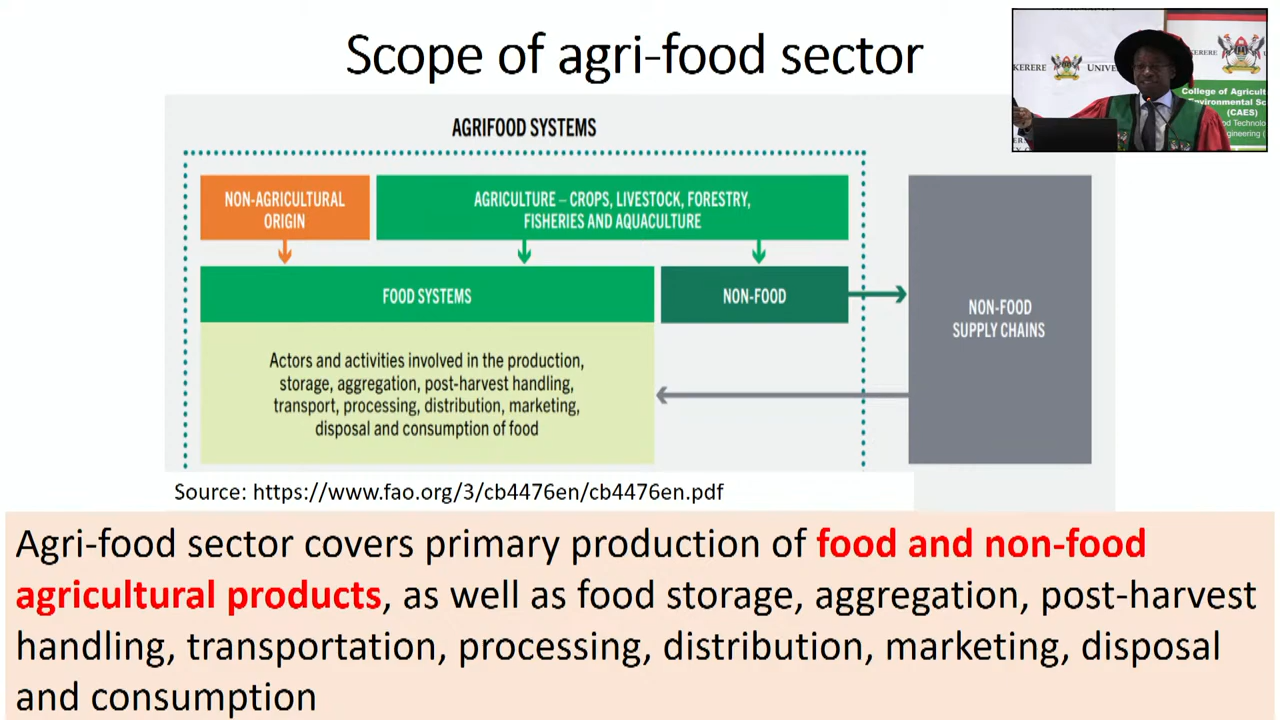 Scope of agri-food sector
AGRIFOOD SYSTEMS
NON-AGRICULTURAL
ORIGIN
AGRICULTURE – CROPS, LIVESTOCK, FORESTRY,
FISHERIES AND AQUACULTURE
FOOD SYSTEMS
NON-FOOD
NON-FOOD
SUPPLY CHAINS
Actors and activities involved in the production,
storage, aggregation, post-harvest handling,
transport, processing, distribution, marketing,
disposal and consumption of food
Source: https://www.fao.org/3/cb4476en/cb4476en.pdf
Agri-food sector covers primary production of food and non-food
agricultural products, as well as food storage, aggregation, post-harvest
handling, transportation, processing, distribution, marketing, disposal
and consumption
KERERE UNIVE
KERERE UN
College of Agricult
Environmental Sc
(CAES)
od Technolo
gineering (